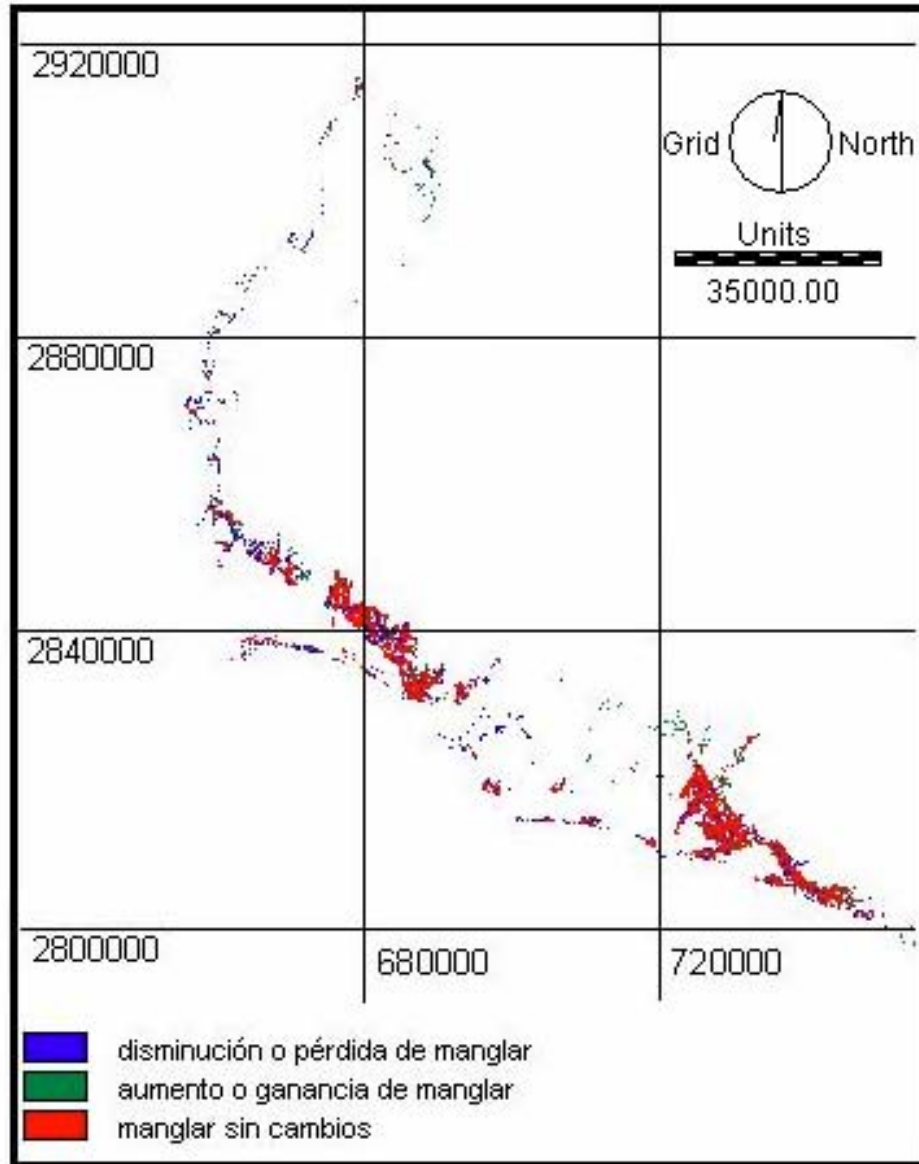 2920000
Grid North
Units
35000.00
2880000
2840000
2800000
680000
720000
disminución o pérdida de manglar
aumento o ganancia de manglar
manglar sin cambios